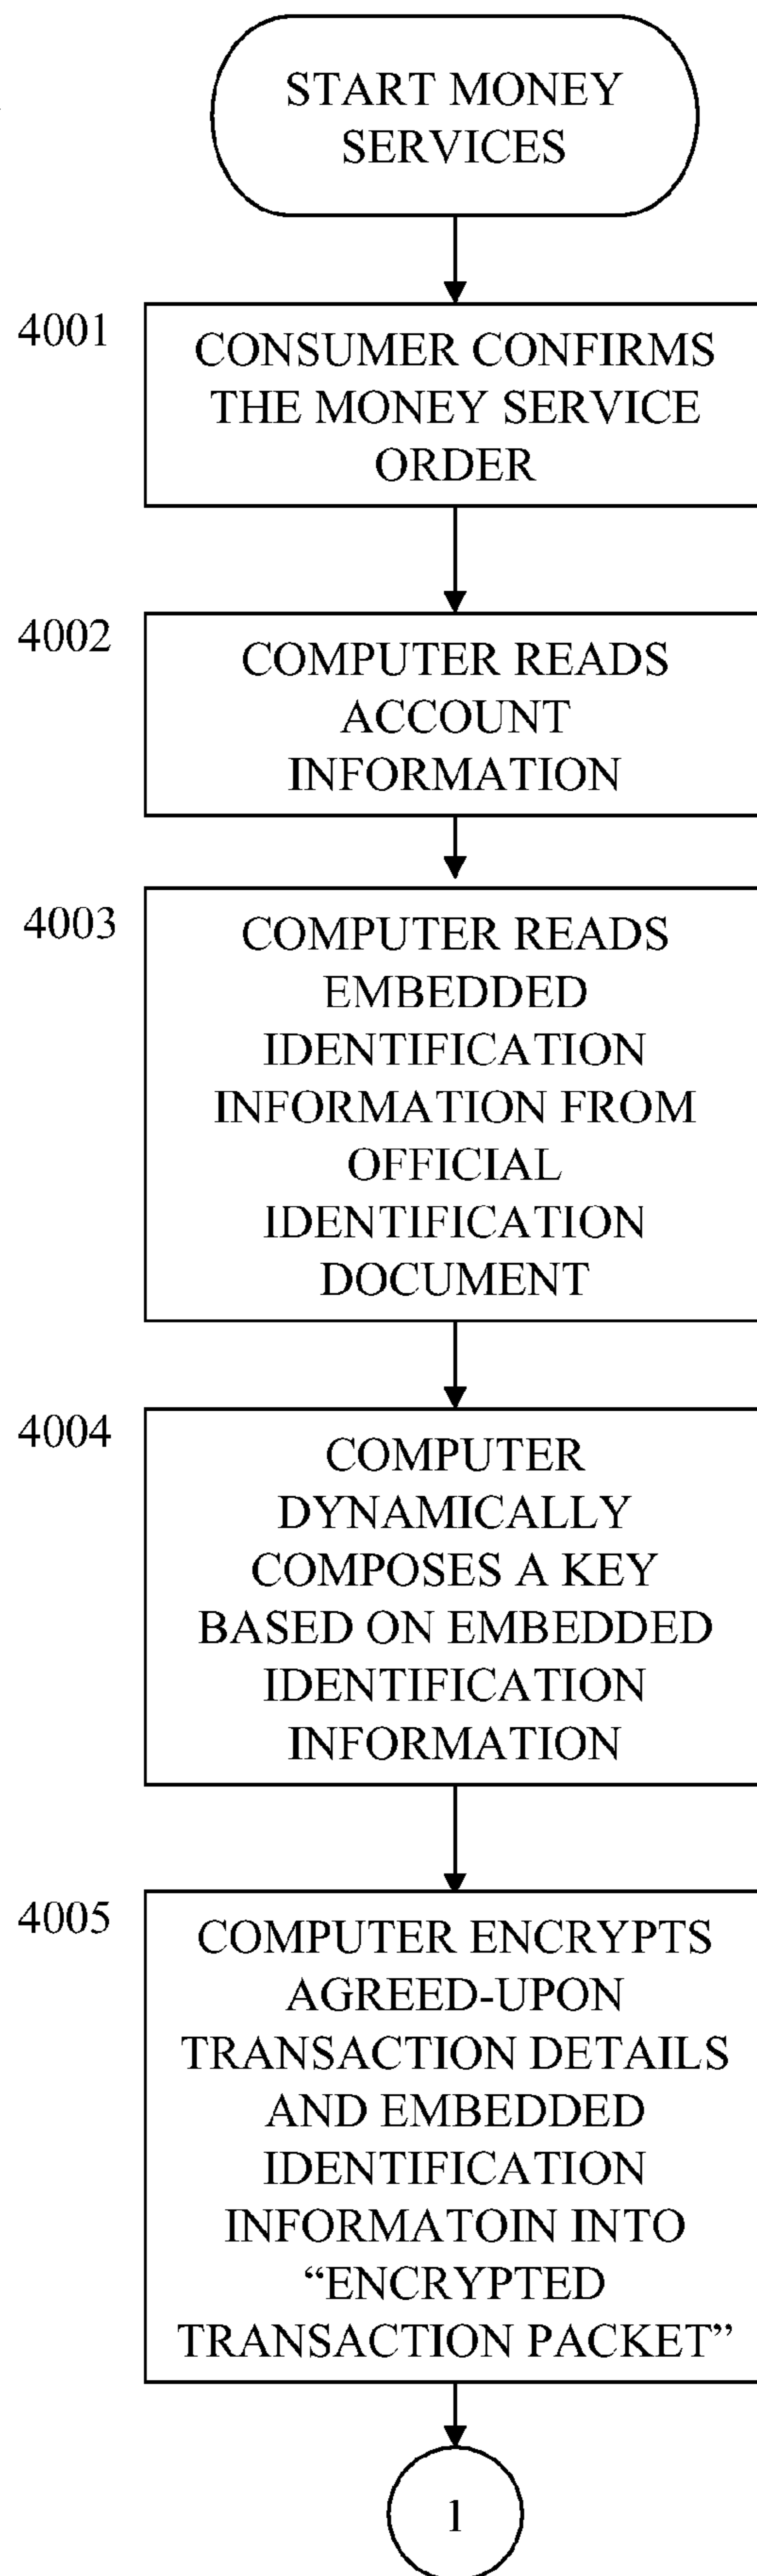 START MONEY
SERVICES
4001
CONSUMER CONFIRMS
THE MONEY SERVICE
ORDER
4002
COMPUTER READS
ACCOUNT
INFORMATION
4003
COMPUTER READS
EMBEDDED
IDENTIFICATION
INFORMATION FROM
OFFICIAL
IDENTIFICATION
DOCUMENT
4004
COMPUTER
DYNAMICALLY
COMPOSES A KEY
BASED ON EMBEDDED
IDENTIFICATION
INFORMATION
4005
COMPUTER ENCRYPTS
AGREED-UPON
TRANSACTION DETAILS
AND EMBEDDED
IDENTIFICATION
INFORMATOIN INTO
“ENCRYPTED
TRANSACTION PACKET”
1